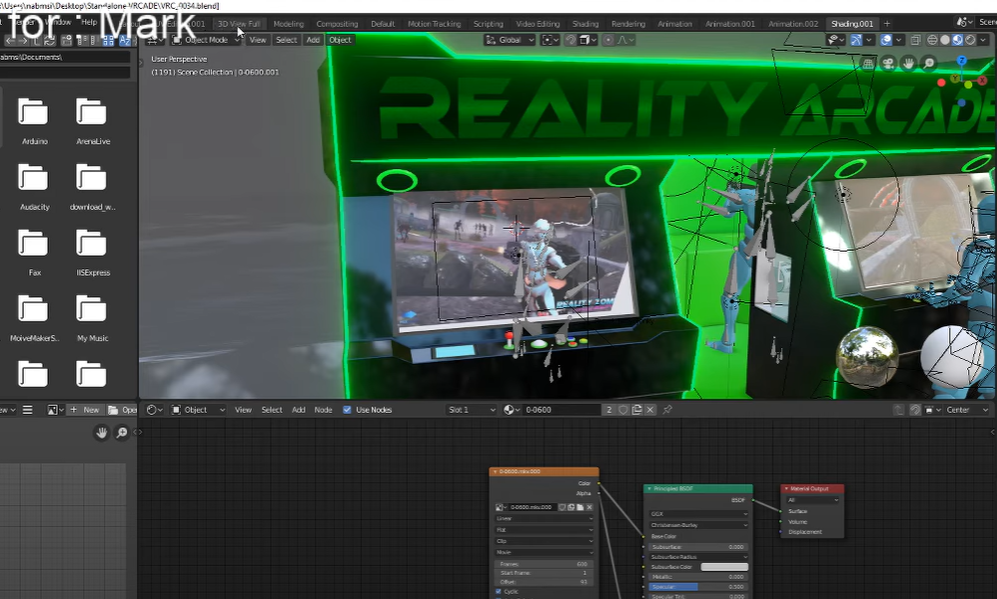 \Users\nabmsi\Desktop\Standalone-VRCADE\VRC_0034.blend]
for : Mark
Window Help
.001 3D View Full Modeling Compositing Default Motion Tracking Scripting Video Editing Shading Rendering Animation Animation.001 Animation.002 Shading.001 + Scene
Object Mode View Select Add Object Global
abmsi\Documents\
User Perspective
(1191) Scene Collection | 0-0600.001
REALITY ARCADE
Arduino ArenaLive
Audacity download_w...
Fax IISExpress
MoiveMakerS... My Music
REALITY ZOM
ew New Open Object View Select Add Node Use Nodes Slot 1 0-0600 2 Center
0-0600.mkv.000
Color
Alpha
0-0600.mkv.000
Linear
Flat
Clip
Movie
Frames: 600
Start Frame: 1
Offset: 93
Cyclic
Principled BSDF
BSDF
GGX
Christensen-Burley
Base Color
Subsurface 0.000
Subsurface Radius
Subsurface Color
Metallic 0.000
Specular 0.500
Specular Tint 0.000
Material Output
All
Surface
Volume
Displacement